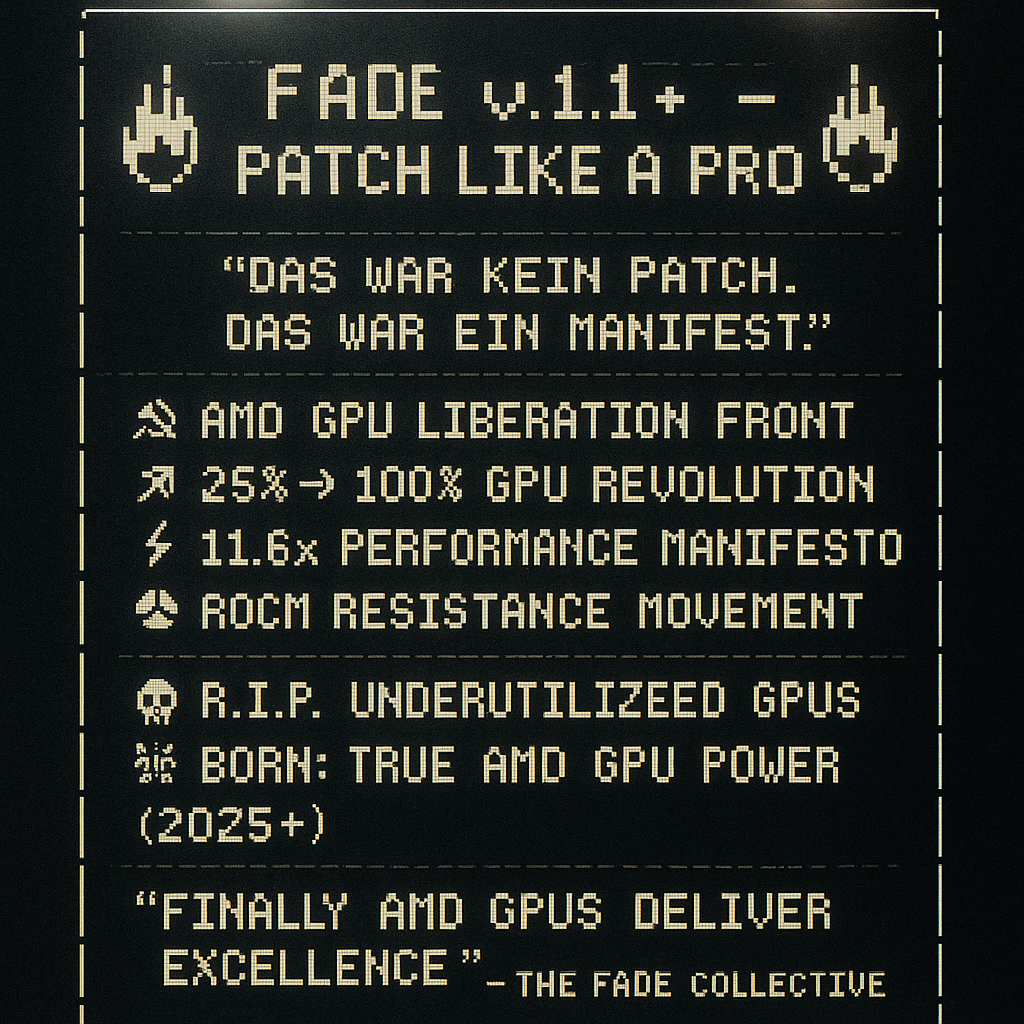 FADE v.1.1+ –
PATCH LIKE A PRO
“DAS WAR KEIN PATCH.
DAS WAR EIN MANIFEST.”
AMD GPU LIBERATION FRONT
25%→100% GPU REVOLUTION
11.6x PERFORMANCE MANIFESTO
ROCM RESISTANCE MOVEMENT
R.I.P. UNDERUTILIZEED GPUS
BORN: TRUE AMD GPU POWER
(2025+)
“FINALLY AMD GPUS DELIVER
EXCELLENCE”
– THE FADE COLLECTIVE